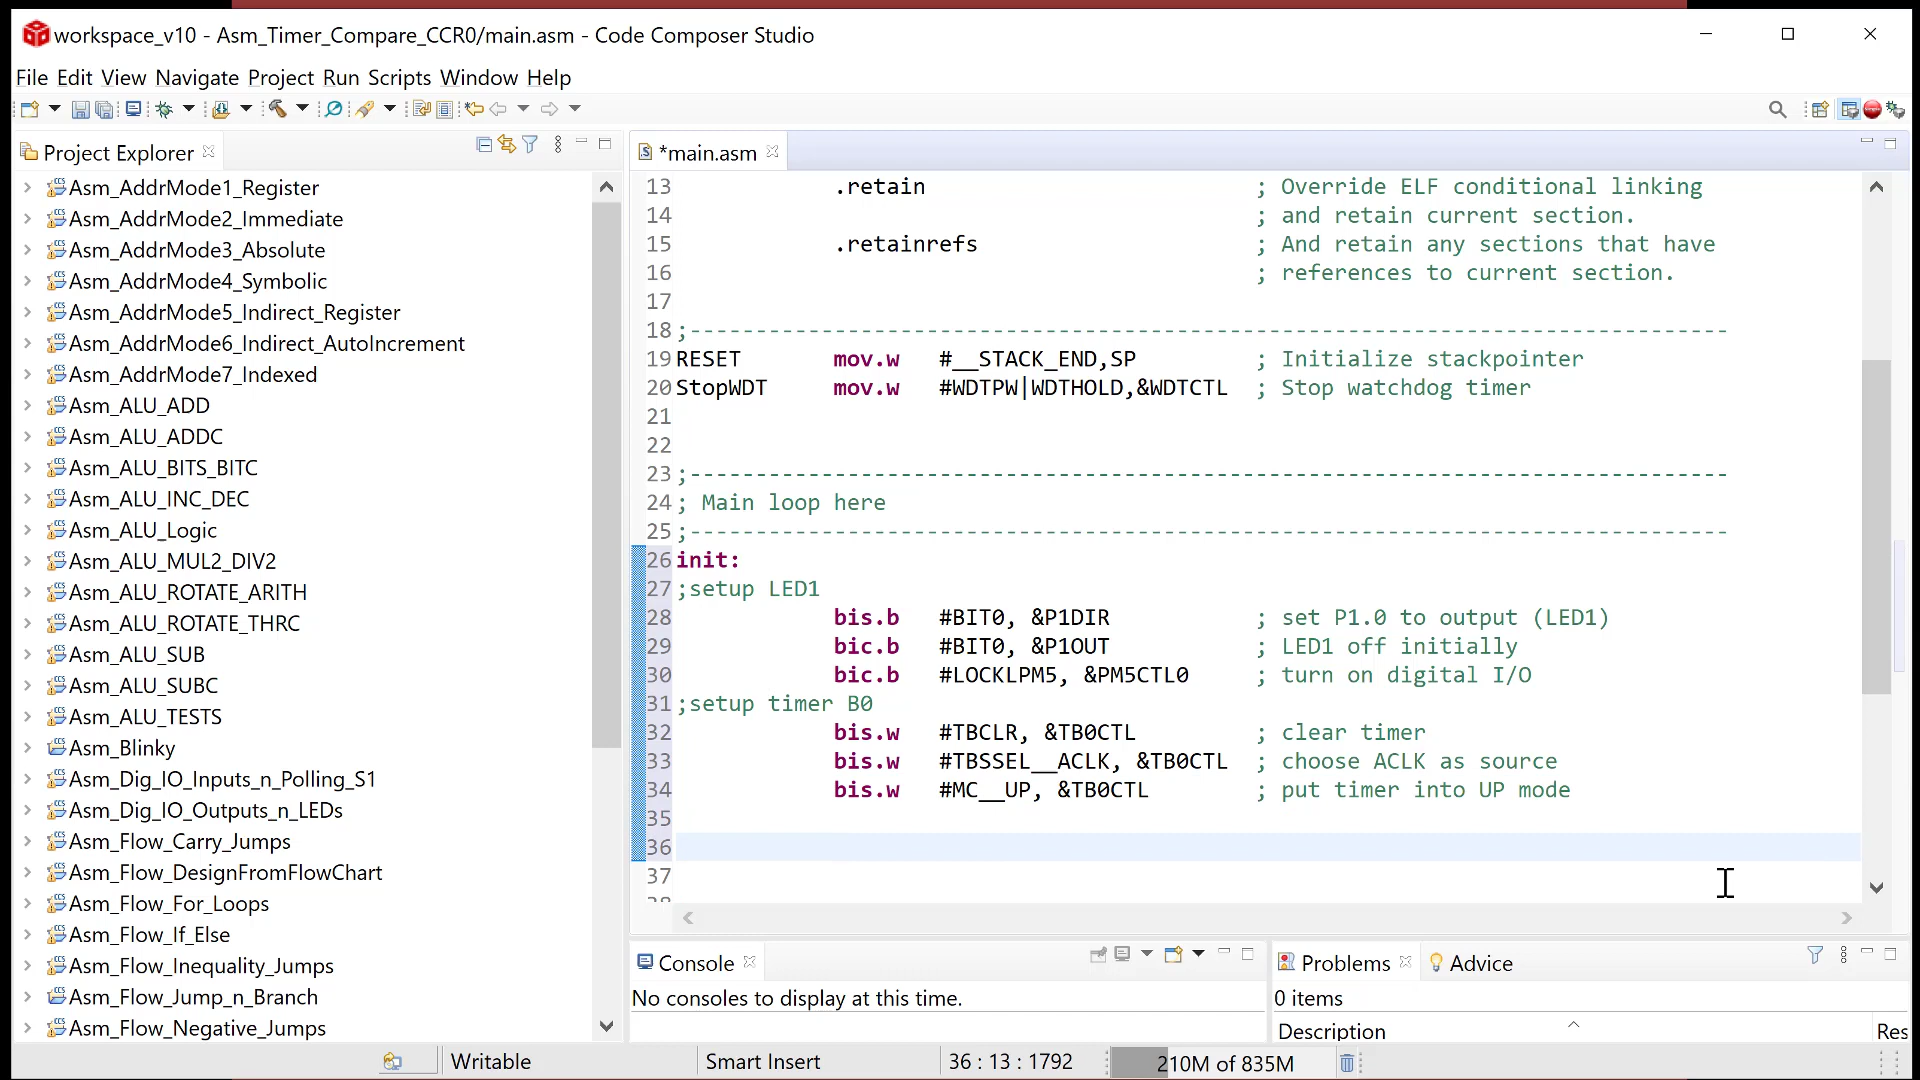 workspace_v10 - Asm_Timer_Compare_CCR0/main.asm - Code Composer Studio
File Edit View Navigate Project Run Scripts Window Help
Project Explorer
Asm_AddrMode1_Register
Asm_AddrMode2_Immediate
Asm_AddrMode3_Absolute
Asm_AddrMode4_Symbolic
Asm_AddrMode5_Indirect_Register
Asm_AddrMode6_Indirect_AutoIncrement
Asm_AddrMode7_Indexed
Asm_ALU_ADD
Asm_ALU_ADDC
Asm_ALU_BITS_BITC
Asm_ALU_INC_DEC
Asm_ALU_Logic
Asm_ALU_MUL2_DIV2
Asm_ALU_ROTATE_ARITH
Asm_ALU_ROTATE_THRC
Asm_ALU_SUB
Asm_ALU_SUBC
Asm_ALU_TESTS
Asm_Blinky
Asm_Dig_IO_Inputs_n_Polling_S1
Asm_Dig_IO_Outputs_n_LEDs
Asm_Flow_Carry_Jumps
Asm_Flow_DesignFromFlowChart
Asm_Flow_For_Loops
Asm_Flow_If_Else
Asm_Flow_Inequality_Jumps
Asm_Flow_Jump_n_Branch
Asm_Flow_Negative_Jumps
*main.asm
13 .retain ; Override ELF conditional linking
14 ; and retain current section.
15 .retainrefs ; And retain any sections that have
16 ; references to current section.
17
18 ;-------------------------------------------------------------------------------
19 RESET mov.w #__STACK_END,SP ; Initialize stackpointer
20 StopWDT mov.w #WDTPW|WDTHOLD,&WDTCTL ; Stop watchdog timer
21
22
23 ;-------------------------------------------------------------------------------
24 ; Main loop here
25 ;-------------------------------------------------------------------------------
26 init:
27 ;setup LED1
28 bis.b #BIT0, &P1DIR ; set P1.0 to output (LED1)
29 bic.b #BIT0, &P1OUT ; LED1 off initially
30 bic.b #LOCKLPM5, &PM5CTL0 ; turn on digital I/O
31 ;setup timer B0
32 bis.w #TBCLR, &TB0CTL ; clear timer
33 bis.w #TBSSEL__ACLK, &TB0CTL ; choose ACLK as source
34 bis.w #MC__UP, &TB0CTL ; put timer into UP mode
35
36
37
Console
No consoles to display at this time.
Problems Advice
0 items
Description Res
Writable Smart Insert 36 : 13 : 1792 210M of 835M